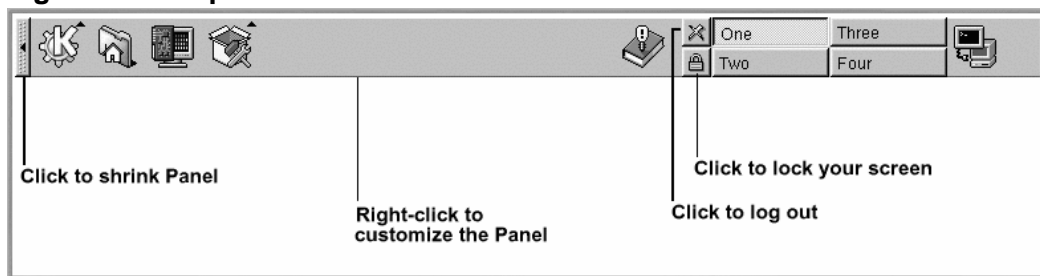 One
Three
Two
Four
Click to shrink Panel
Click to lock your screen
Right-click to
customize the Panel
Click to log out